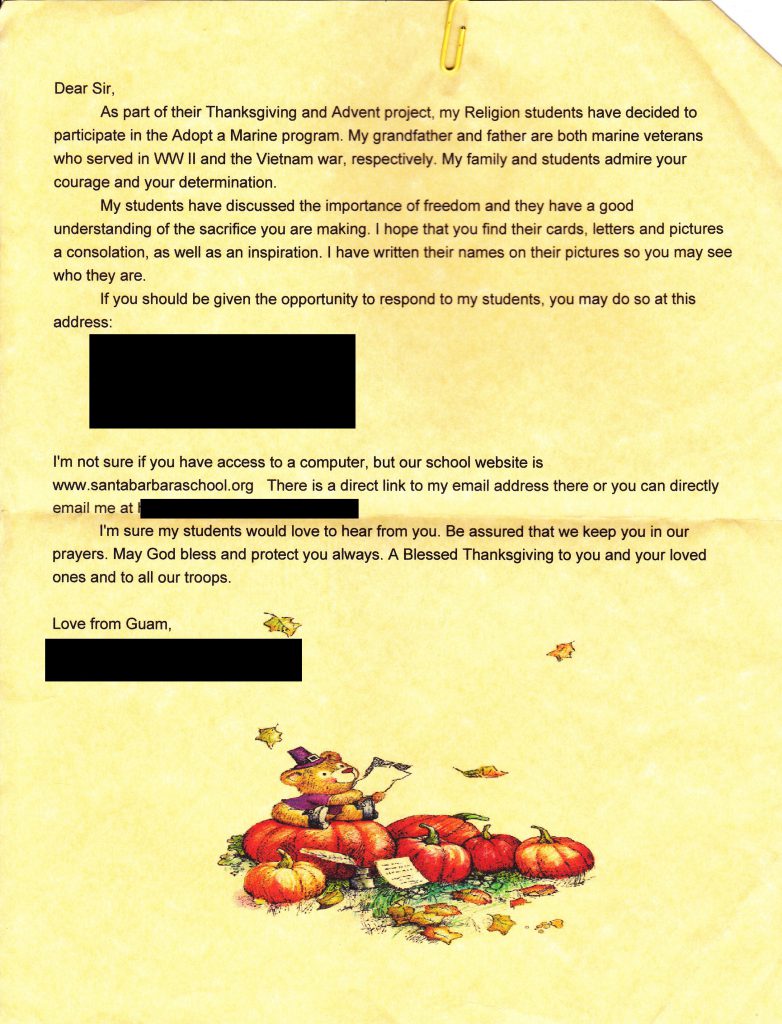 Dear Sir,
As part of their Thanksgiving and Advent project, my Religion students have decided to
participate in the Adopt a Marine program. My grandfather and father are both marine veterans
who served in WW II and the Vietnam war, respectively. My family and students admire your
courage and your determination.
My students have discussed the importance of freedom and they have a good
understanding of the sacrifice you are making. I hope that you find their cards, letters and pictures
a consolation, as well as an inspiration. I have written their names on their pictures so you may see
who they are.
If you should be given the opportunity to respond to my students, you may do so at this
address:
I'm not sure if you have access to a computer, but our school website is
www.santabarbaraschool.org   There is a direct link to my email address there or you can directly
email me at
I'm sure my students would love to hear from you. Be assured that we keep you in our
prayers. May God bless and protect you always. A Blessed Thanksgiving to you and your loved
ones and to all our troops.
Love from Guam,